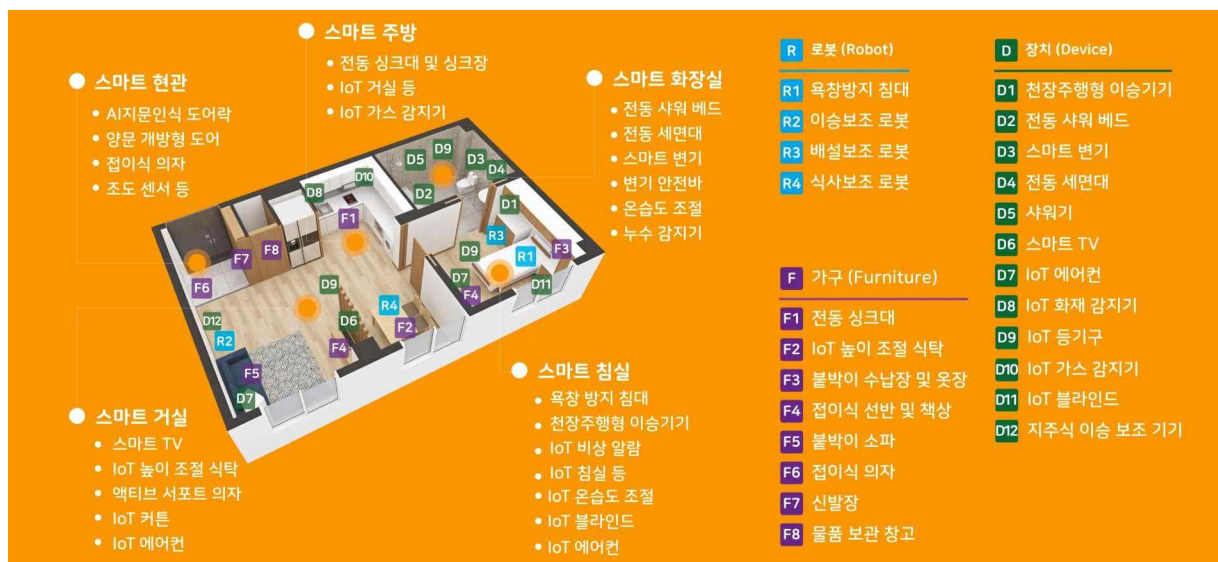 스마트 주방
전동 싱크대 및 싱크장
IoT 거실 등
IoT 가스 감지기
스마트 현관
AI지문인식 도어락
양문 개방형 도어
접이식 의자
조도 센서 등
스마트 화장실
전동 샤워 베드
전동 세면대
스마트 변기
변기 안전바
온습도 조절
누수 감지기
D9
D5
D3
D4
D10
D8
D2
D1
F1
R3
F7
F8
D9
R1
F3
F6
D9
D7
F4
D11
R4
D12
D6
F2
R2
F4
F5
D7
스마트 거실
스마트 TV
IoT 높이 조절 식탁
액티브 서포트 의자
IoT 커튼
IoT 에어컨
스마트 침실
욕창 방지 침대
천장주행형 이승기기
IoT 비상 알람
IoT 침실 등
IoT 온습도 조절
IoT 블라인드
IoT 에어컨
R 로봇 (Robot)
R1 욕창방지 침대
R2 이승보조 로봇
R3 배설보조 로봇
R4 식사보조 로봇
F 가구 (Furniture)
F1 전동 싱크대
F2 IoT 높이 조절 식탁
F3 붙박이 수납장 및 옷장
F4 접이식 선반 및 책상
F5 붙박이 소파
F6 접이식 의자
F7 신발장
F8 물품 보관 창고
D 장치 (Device)
D1 천장주행형 이승기기
D2 전동 샤워 베드
D3 스마트 변기
D4 전동 세면대
D5 샤워기
D6 스마트 TV
D7 IoT 에어컨
D8 IoT 화재 감지기
D9 IoT 등기구
D10 IoT 가스 감지기
D11 IoT 블라인드
D12 지주식 이승 보조 기기